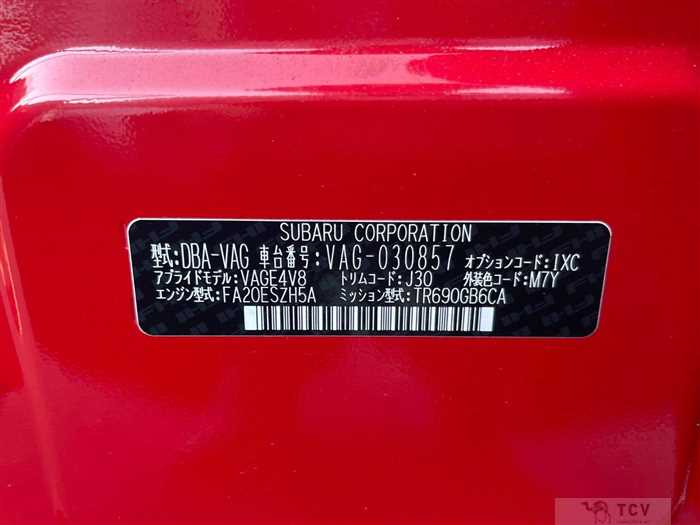 SUBARU CORPORATION
型式:DBA-VAG 車台番号:VAG-030857 オプションコード:IXC
アプライドモデル:VAGE4V8 トリムコード:J30 外装色コード:M7Y
エンジン型式:FA20ESZH5A ミッション型式:TR690GB6CA
TCV